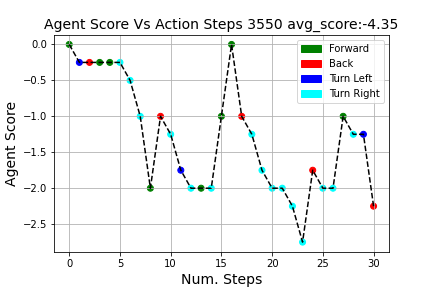 Agent Score Vs Action Steps 3550 avg_score:-4.35
Agent Score
0.0
−0.5
−1.0
−1.5
−2.0
−2.5
Forward
Back
Turn Left
Turn Right
0 5 10 15 20 25 30
Num. Steps